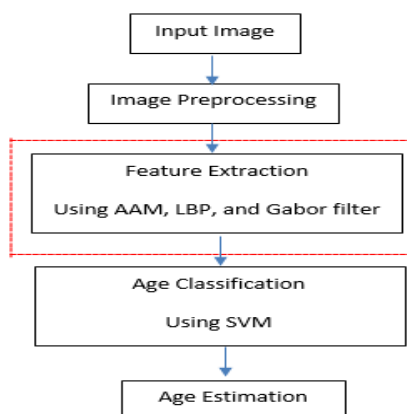 Input Image
Image Preprocessing
Feature Extraction
Using AAM, LBP, and Gabor filter
Age Classification
Using SVM
Age Estimation